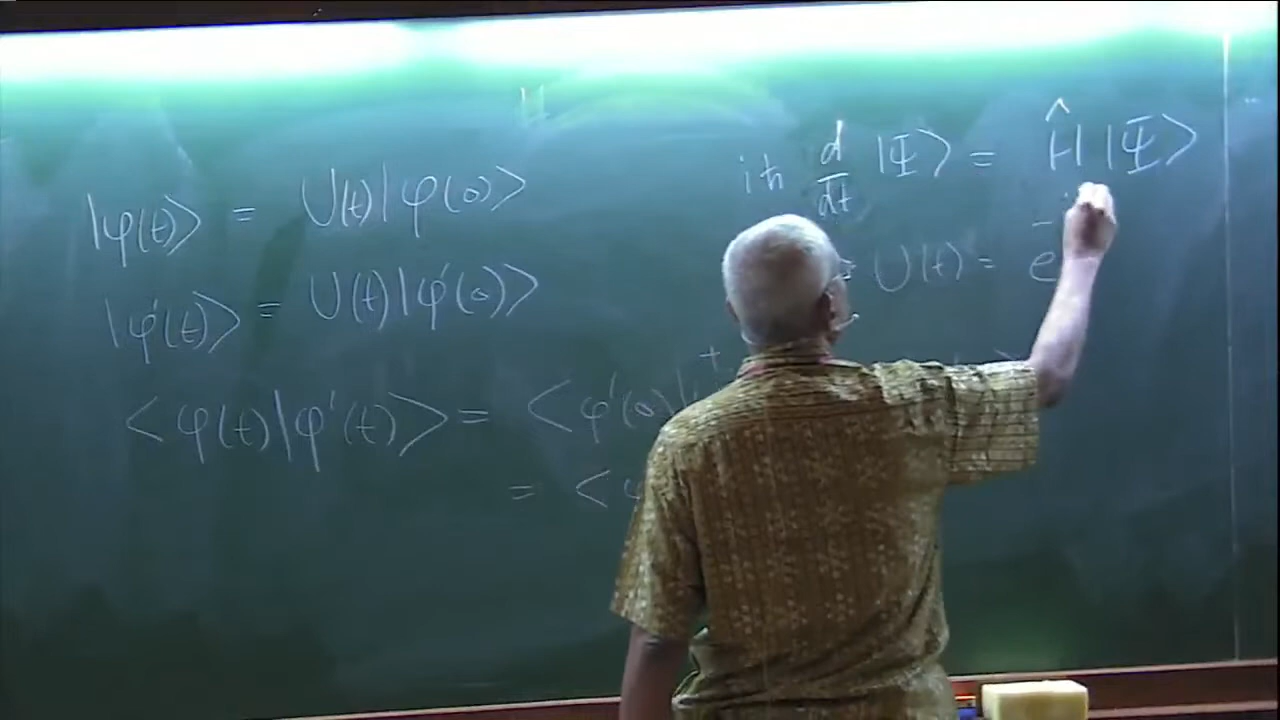 |φ(t)⟩ = U(t)|φ(0)⟩
|φ'(t)⟩ = U(t)|φ'(0)⟩
<φ(t)|φ'(t)⟩ = <φ'(0)|
= <
iħ d/dt |Ψ⟩ = Ĥ |Ψ⟩
U(t) = e